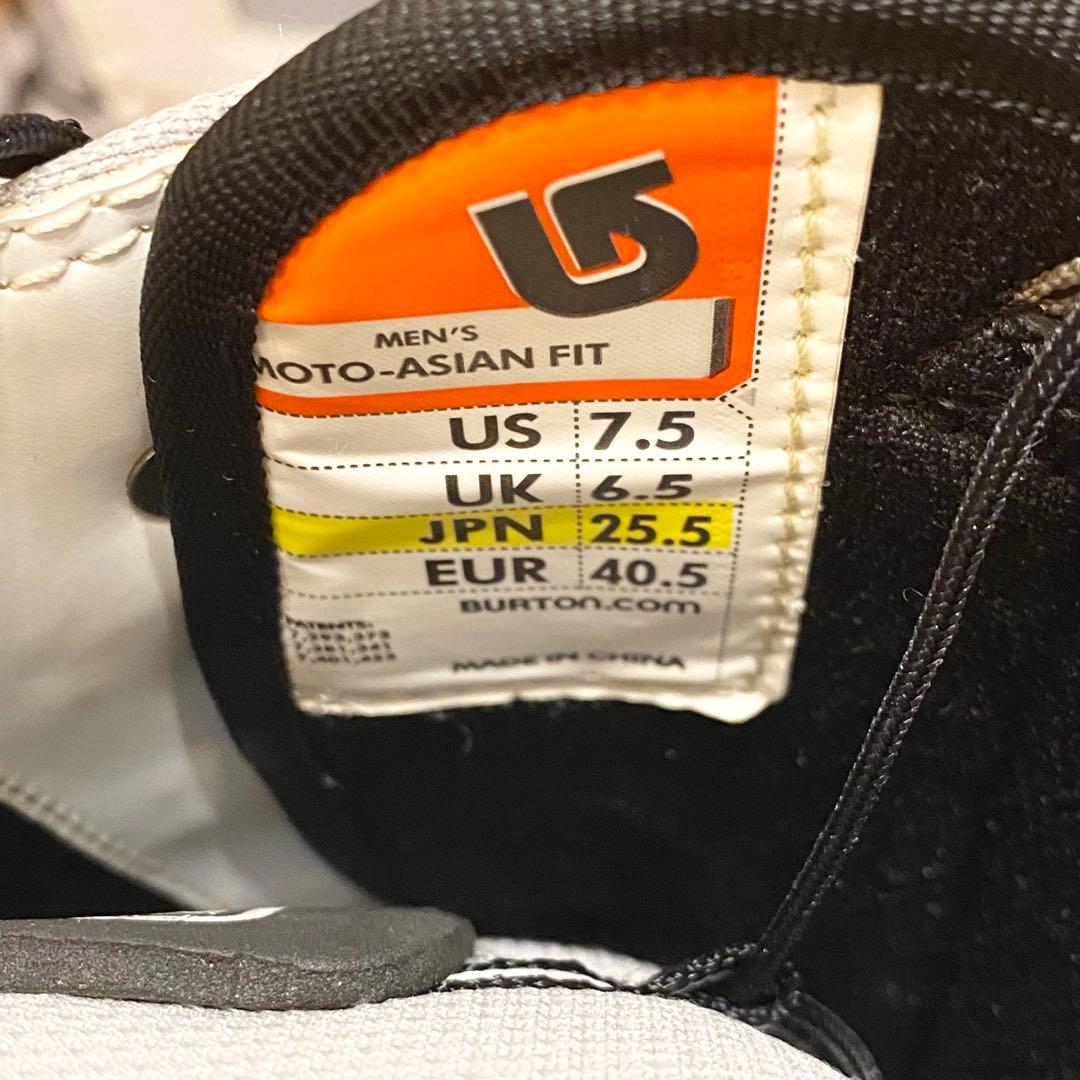 MEN'S
MOTO-ASIAN FIT
US 7.5
UK 6.5
JPN 25.5
EUR 40.5
BURTON.COM
PATENTS:
MADE IN CHINA